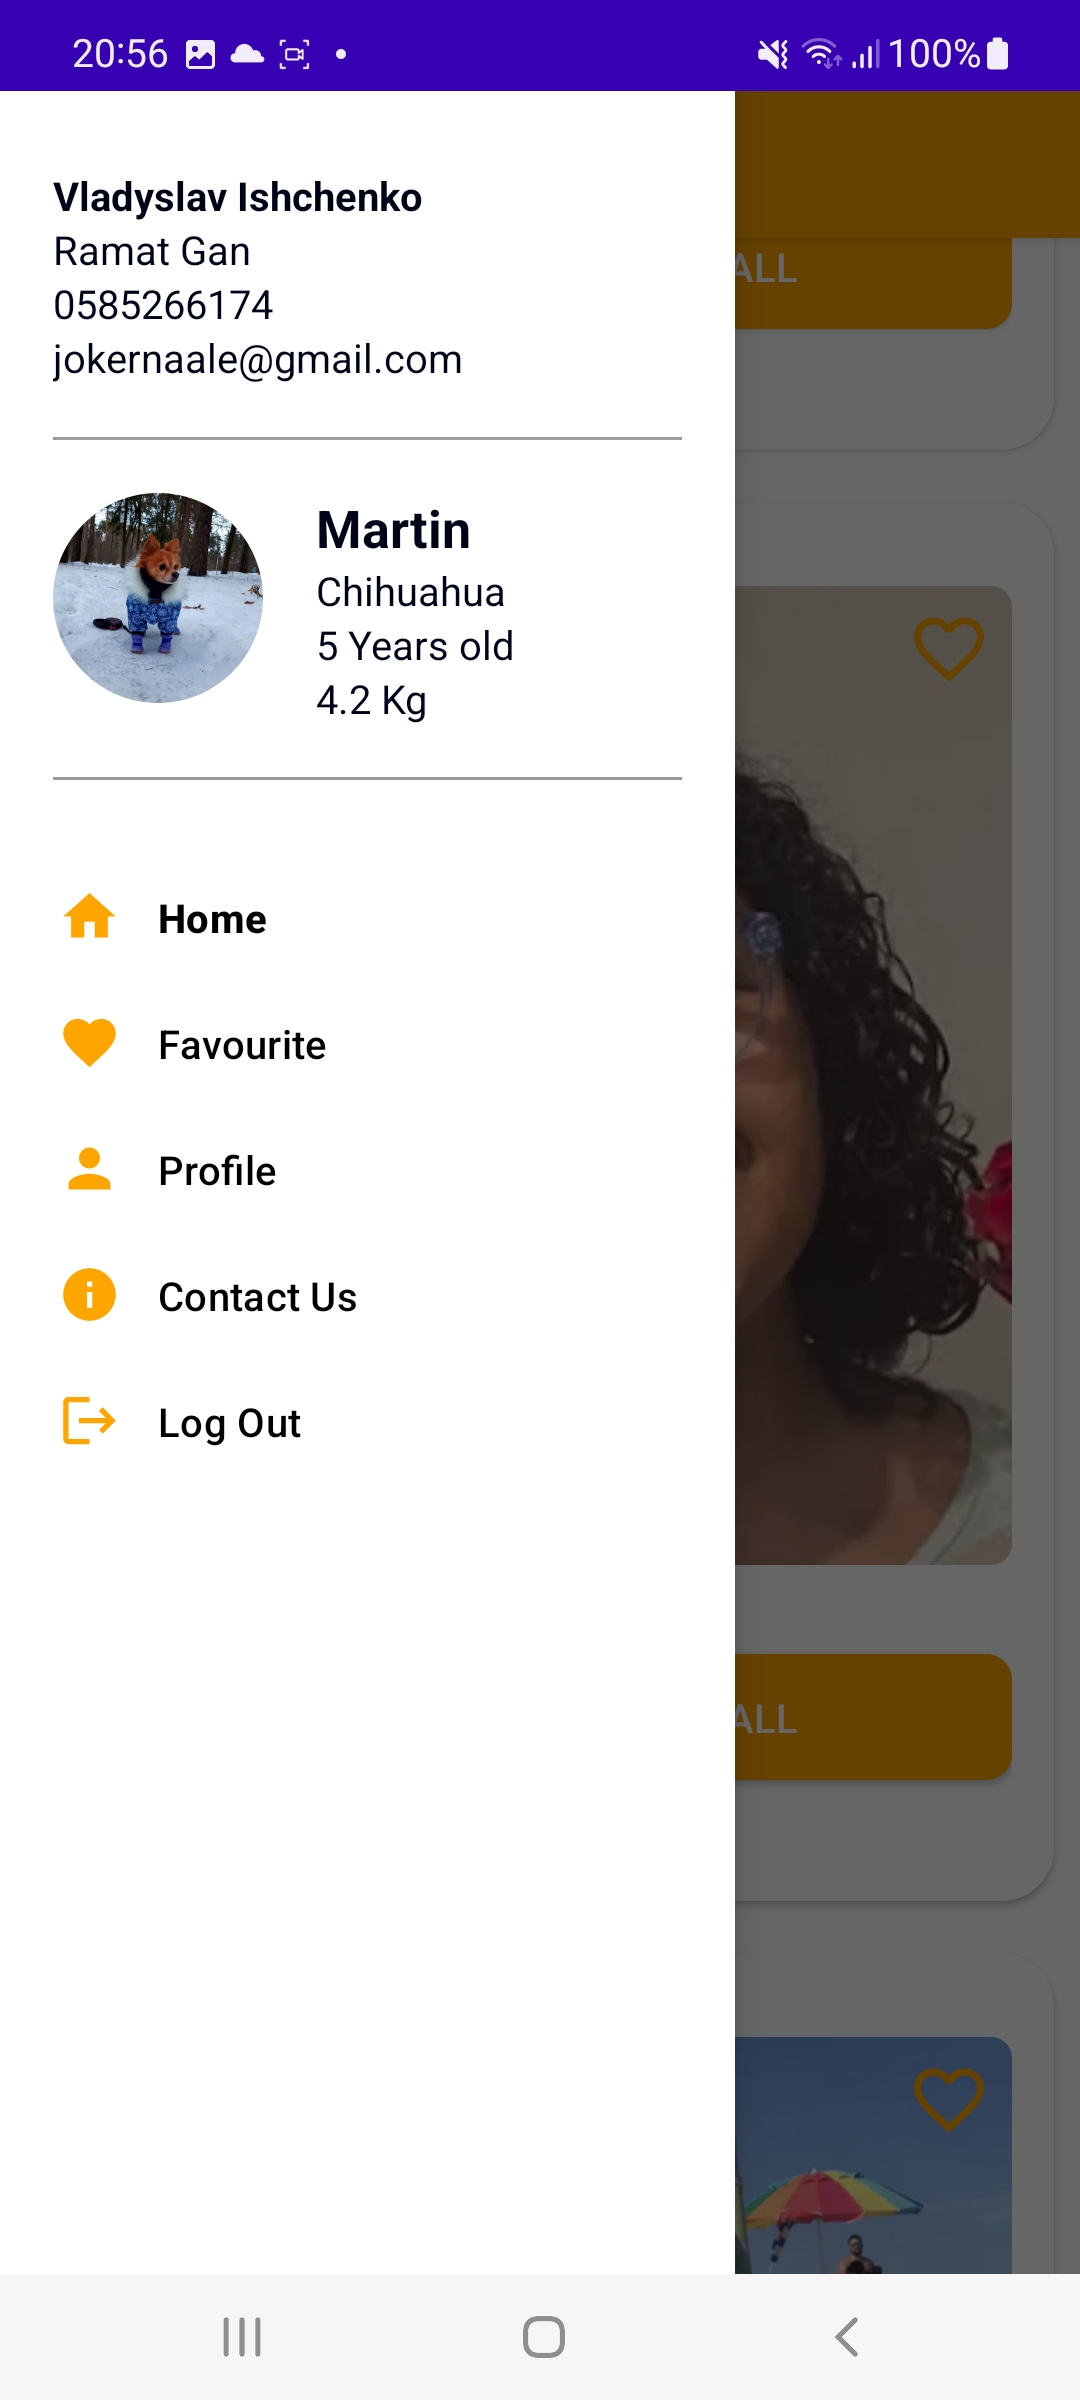 20:56
100%
Vladyslav Ishchenko
Ramat Gan
0585266174
jokernaale@gmail.com
Martin
Chihuahua
5 Years old
4.2 Kg
Home
Favourite
Profile
Contact Us
Log Out
ALL
ALL